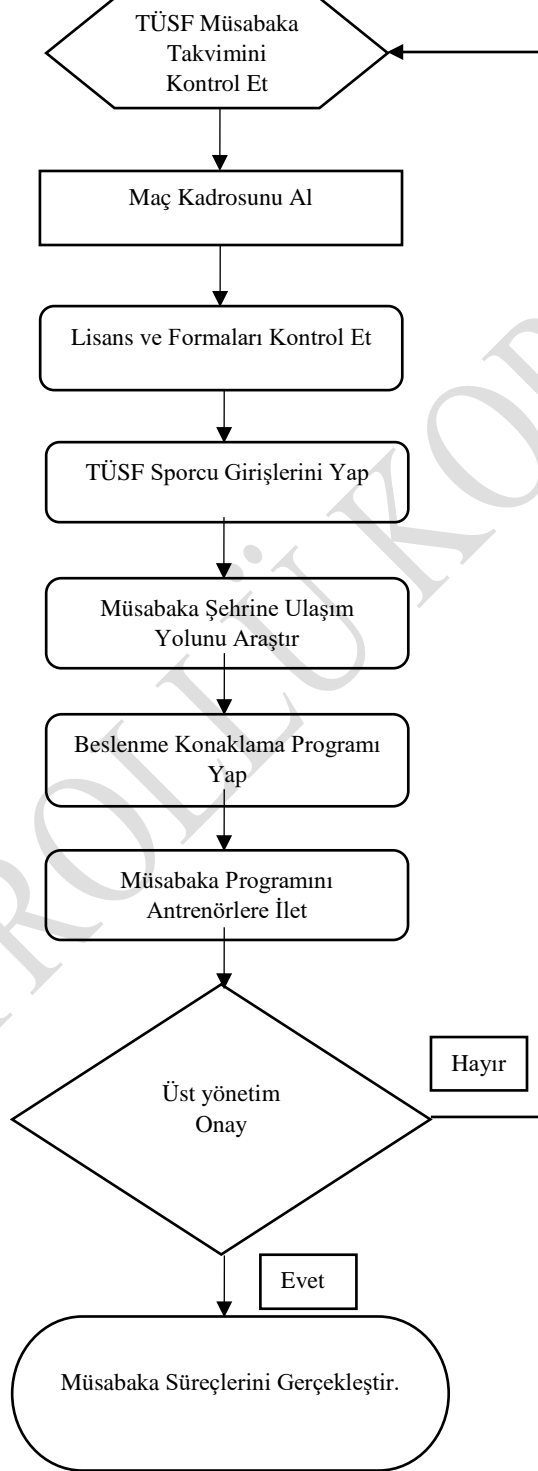 TÜSF Müsabaka
Takvimini
Kontrol Et
Maç Kadrosunu Al
Lisans ve Formaları Kontrol Et
TÜSF Sporcu Girişlerini Yap
Müsabaka Şehrine Ulaşım
Yolunu Araştır
Beslenme Konaklama Programı
Yap
Müsabaka Programını
Antrenörlere İlet
Üst yönetim
Onay
Hayır
Evet
Müsabaka Süreçlerini Gerçekleştir.